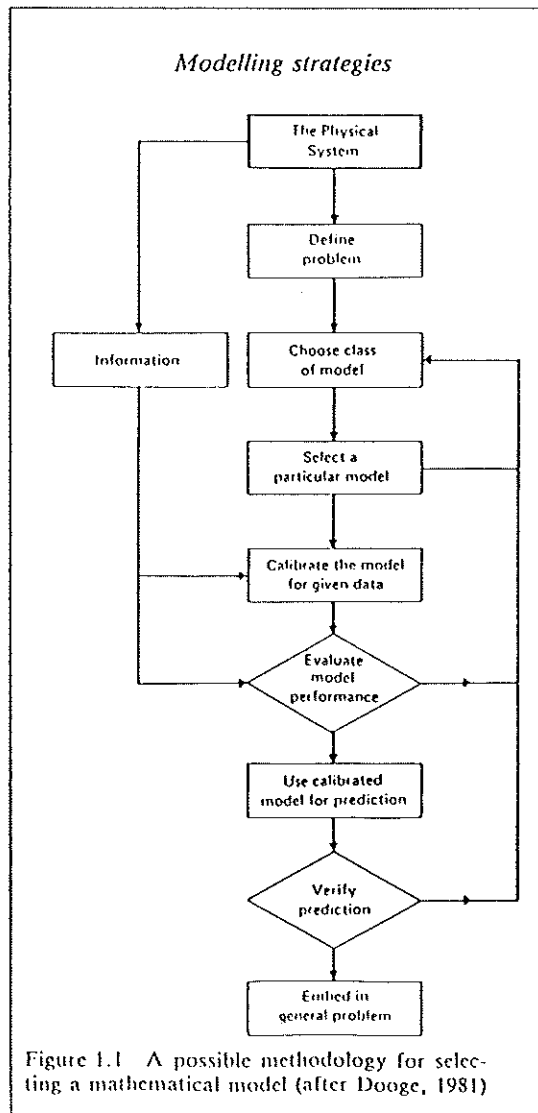 Modelling strategies
The Physical
System
Define
problem
Information
Choose class
of model
Select a
particular model
Calibrate the model
for given data
Evaluate
model
performance
Use calibrated
model for prediction
Verify
prediction
Embed in
general problem
Figure 1.1 A possible methodology for selec-
ting a mathematical model (after Dooge, 1981)